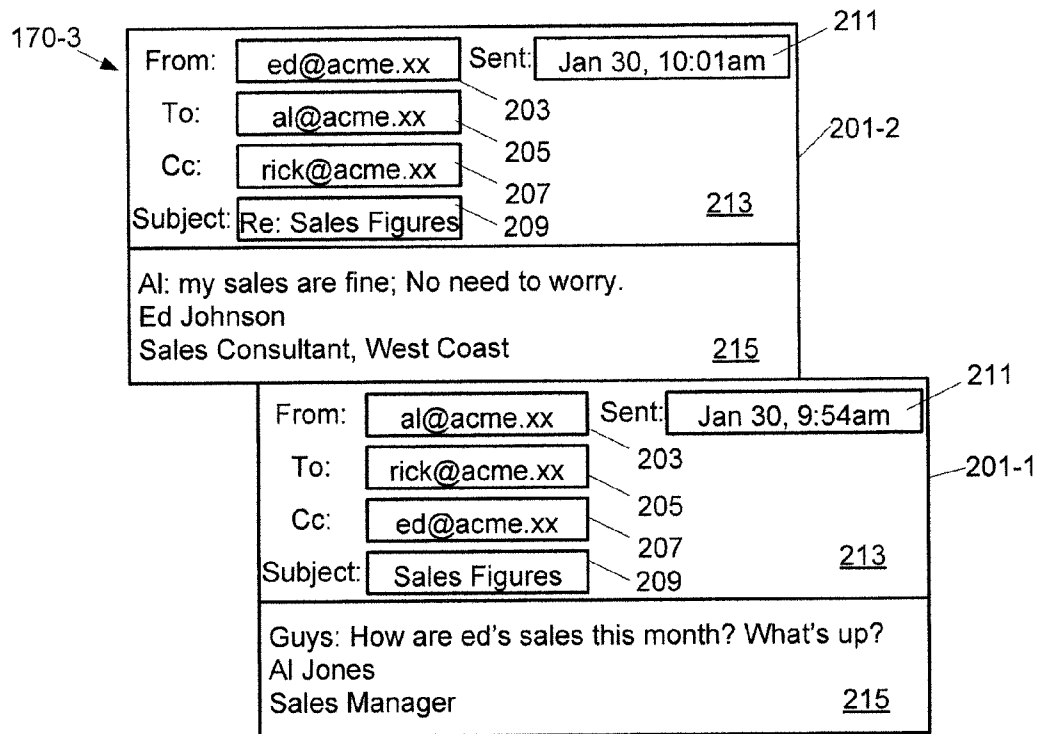 170-3
211
From: ed@acme.xx Sent: Jan 30, 10:01am
203
To: al@acme.xx
201-2
205
Cc: rick@acme.xx
207
213
Subject: Re: Sales Figures
209
Al: my sales are fine; No need to worry.
Ed Johnson
Sales Consultant, West Coast
215
211
From: al@acme.xx Sent: Jan 30, 9:54am
203
To: rick@acme.xx
201-1
205
Cc: ed@acme.xx
207
213
Subject: Sales Figures
209
Guys: How are ed's sales this month? What's up?
Al Jones
Sales Manager
215